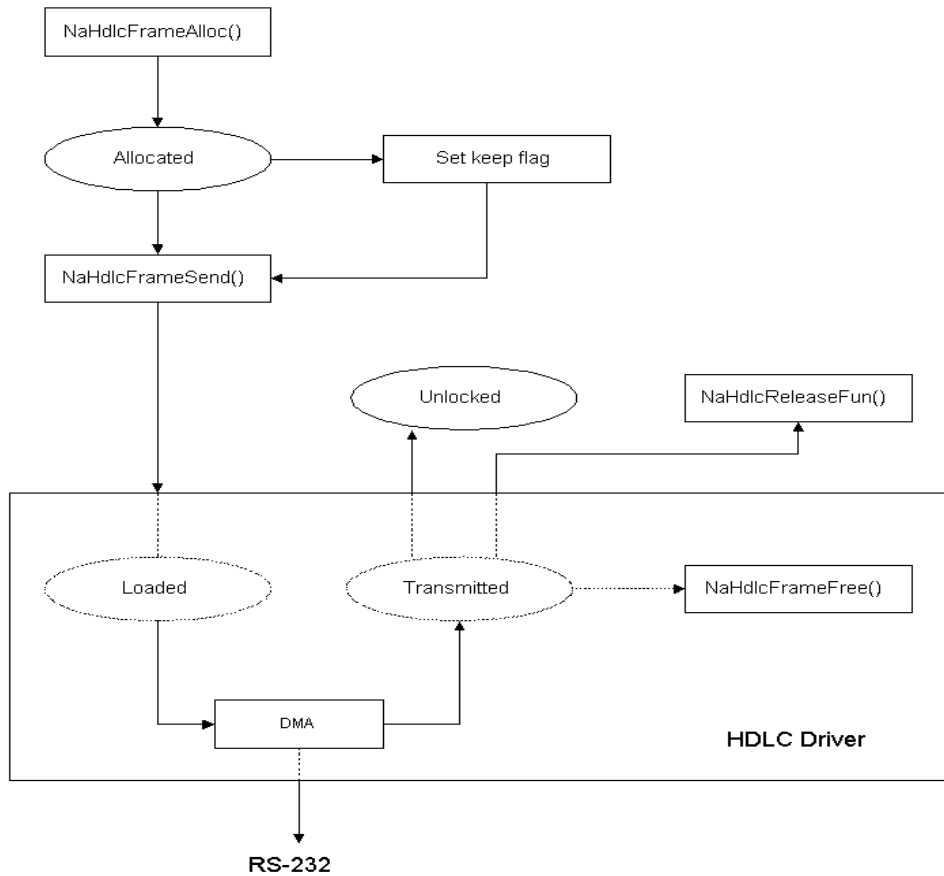 NaHdlcFrameAlloc()
Allocated
Set keep flag
NaHdlcFrameSend()
Unlocked
NaHdlcReleaseFun()
Loaded
Transmitted
NaHdlcFrameFree()
DMA
HDLC Driver
RS-232